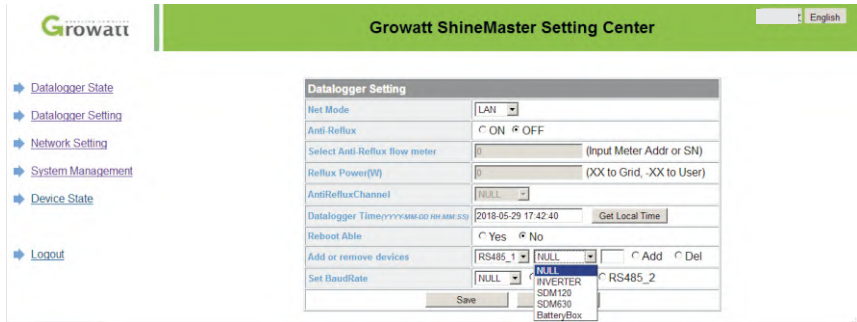 Growatt
Growatt ShineMaster Setting Center
English
Datalogger State
Datalogger Setting
Network Setting
System Management
Device State
Logout
Datalogger Setting
Net Mode LAN
Anti-Reflux ON OFF
Select Anti-Reflux flow meter 0 (Input Meter Addr or SN)
Reflux Power(W) 0 (XX to Grid, -XX to User)
AntiRefluxChannel NULL
Datalogger Time(YYYY-MM-DD HH:MM:SS) 2018-05-29 17:42:40 Get Local Time
Reboot Able Yes No
Add or remove devices RS485_1 NULL Add Del
NULL
INVERTER
SDM120
SDM630
BatteryBox
Set BaudRate NULL RS485_2
Save